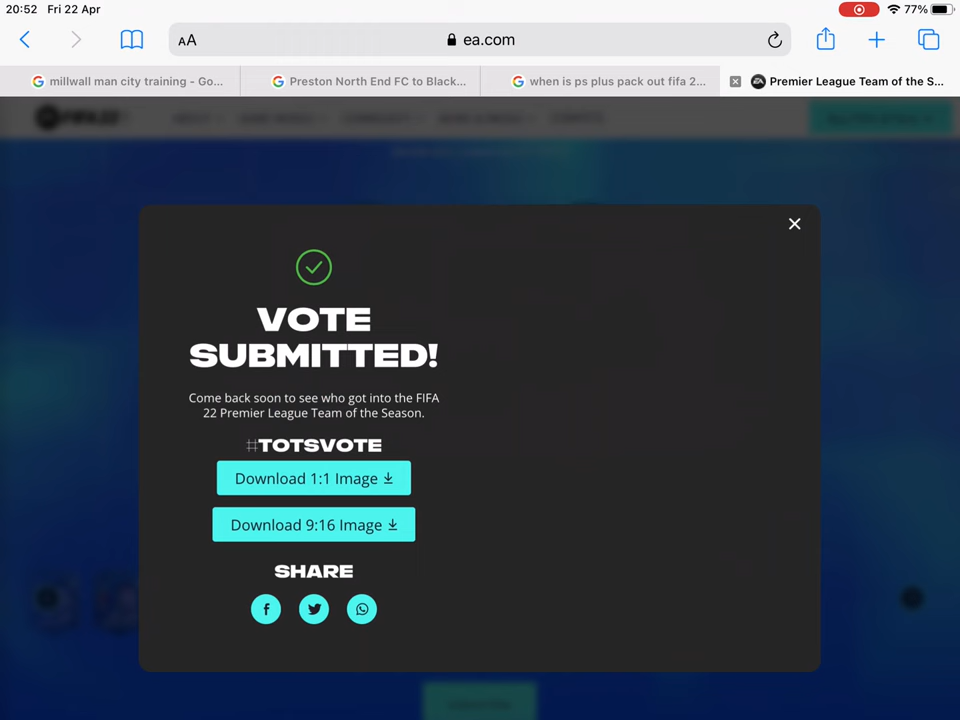 20:52 Fri 22 Apr
77%
AA
ea.com
millwall man city training - Go...
Preston North End FC to Black...
when is ps plus pack out fifa 2...
Premier League Team of the S...
FIFA 22
VOTE
SUBMITTED!
Come back soon to see who got into the FIFA
22 Premier League Team of the Season.
#TOTSVOTE
Download 1:1 Image
Download 9:16 Image
SHARE